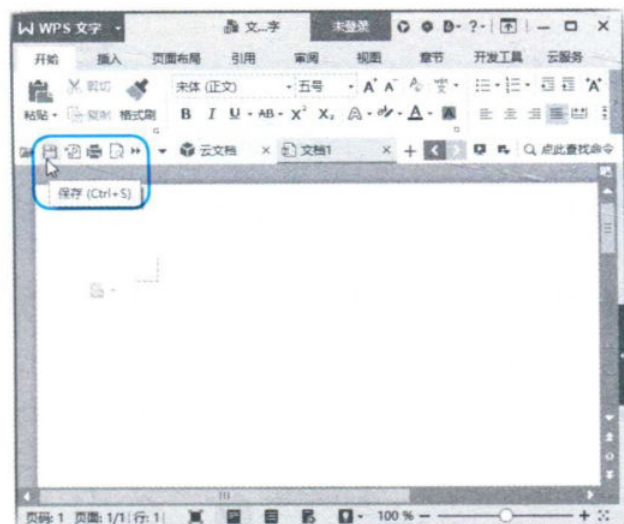 WPS 文字 文...字 未登录 ?
开始 插入 页面布局 引用 审阅 视图 章节 开发工具 云服务
剪切 宋体 (正文) 五号 A⁺ A⁻
粘贴 复制 格式刷 B I U AB X² X₂ A A A
云文档 × 文档1 × + 点此查找命令
保存 (Ctrl+S)
页码: 1 页面: 1/1 行: 1 100 % − +